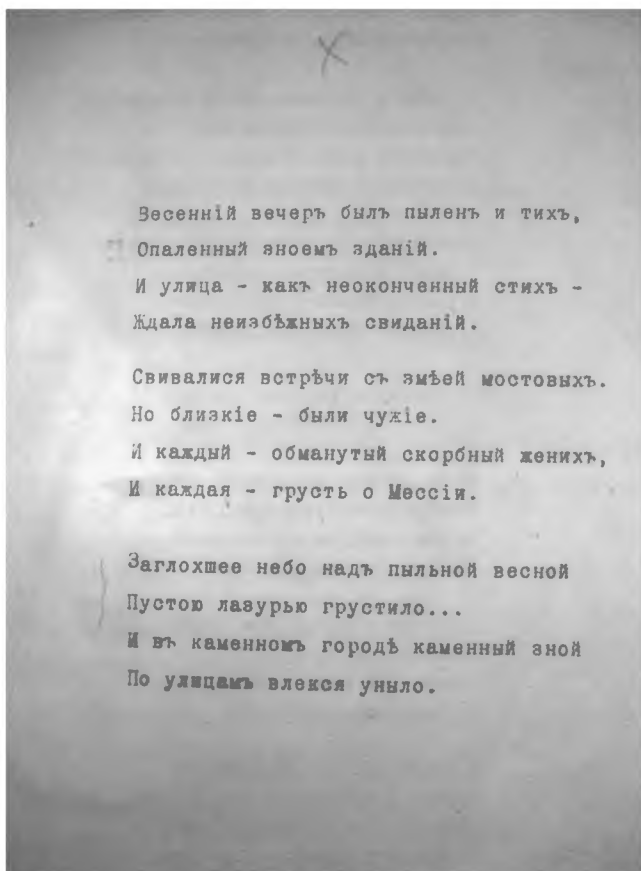 Весенній вечеръ былъ пыленъ и тихъ,
Опаленный зноемъ зданій.
И улица - какъ неоконченный стихъ -
Ждала неизбѣжныхъ свиданій.
Свивалися встрѣчи съ змѣей мостовыхъ.
Но близкіе - были чужіе.
И каждый - обманутый скорбный женихъ,
И каждая - грусть о Мессіи.
Заглохшее небо надъ пыльной весной
Пустою лазурью грустило...
И въ каменномъ городѣ каменный зной
По улицамъ влекся уныло.